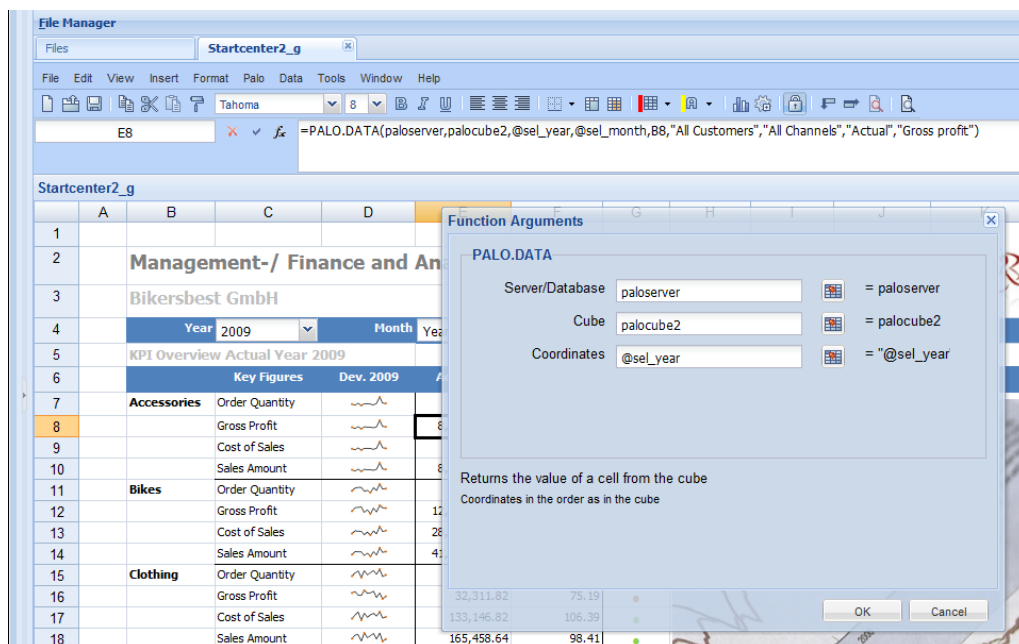 File Manager
Files Startcenter2_g
File Edit View Insert Format Palo Data Tools Window Help
Tahoma 8 B I U
E8 fx =PALO.DATA(paloserver,palocube2,@sel_year,@sel_month,B8,"All Customers","All Channels","Actual","Gross profit")
Startcenter2_g
A B C D E F G H I J K
1
2 Management-/ Finance and An
3 Bikersbest GmbH
4 Year 2009 Month Yea
5 KPI Overview Actual Year 2009
6 Key Figures Dev. 2009 A
7 Accessories Order Quantity
8 Gross Profit 8
9 Cost of Sales
10 Sales Amount 8
11 Bikes Order Quantity
12 Gross Profit 12
13 Cost of Sales 28
14 Sales Amount 41
15 Clothing Order Quantity
16 Gross Profit 32,311.82 75.19
17 Cost of Sales 133,146.82 106.39
18 Sales Amount 165,458.64 98.41
Function Arguments
PALO.DATA
Server/Database paloserver = paloserver
Cube palocube2 = palocube2
Coordinates @sel_year = "@sel_year
Returns the value of a cell from the cube
Coordinates in the order as in the cube
OK Cancel